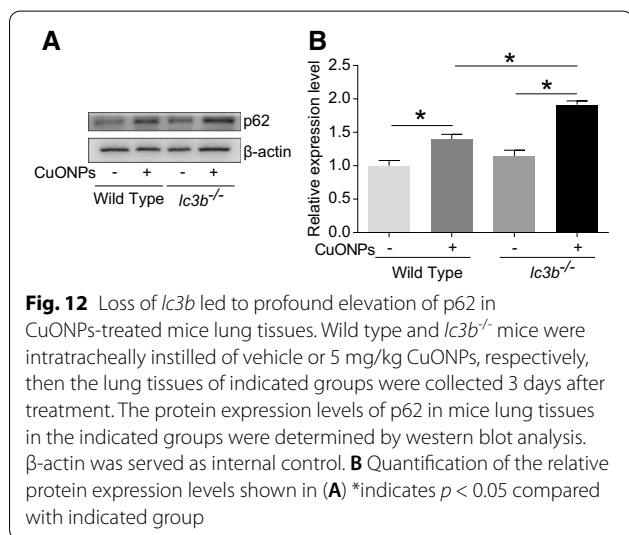 A
p62
β-actin
CuONPs - + - +
Wild Type lc3b-/-
B
Relative expression level
2.5
2.0
1.5
1.0
0.5
0.0
* * *
CuONPs - + - +
Wild Type lc3b-/-
Fig. 12 Loss of lc3b led to profound elevation of p62 in
CuONPs-treated mice lung tissues. Wild type and lc3b-/- mice were
intratracheally instilled of vehicle or 5 mg/kg CuONPs, respectively,
then the lung tissues of indicated groups were collected 3 days after
treatment. The protein expression levels of p62 in mice lung tissues
in the indicated groups were determined by western blot analysis.
β-actin was served as internal control. B Quantification of the relative
protein expression levels shown in (A) *indicates p < 0.05 compared
with indicated group